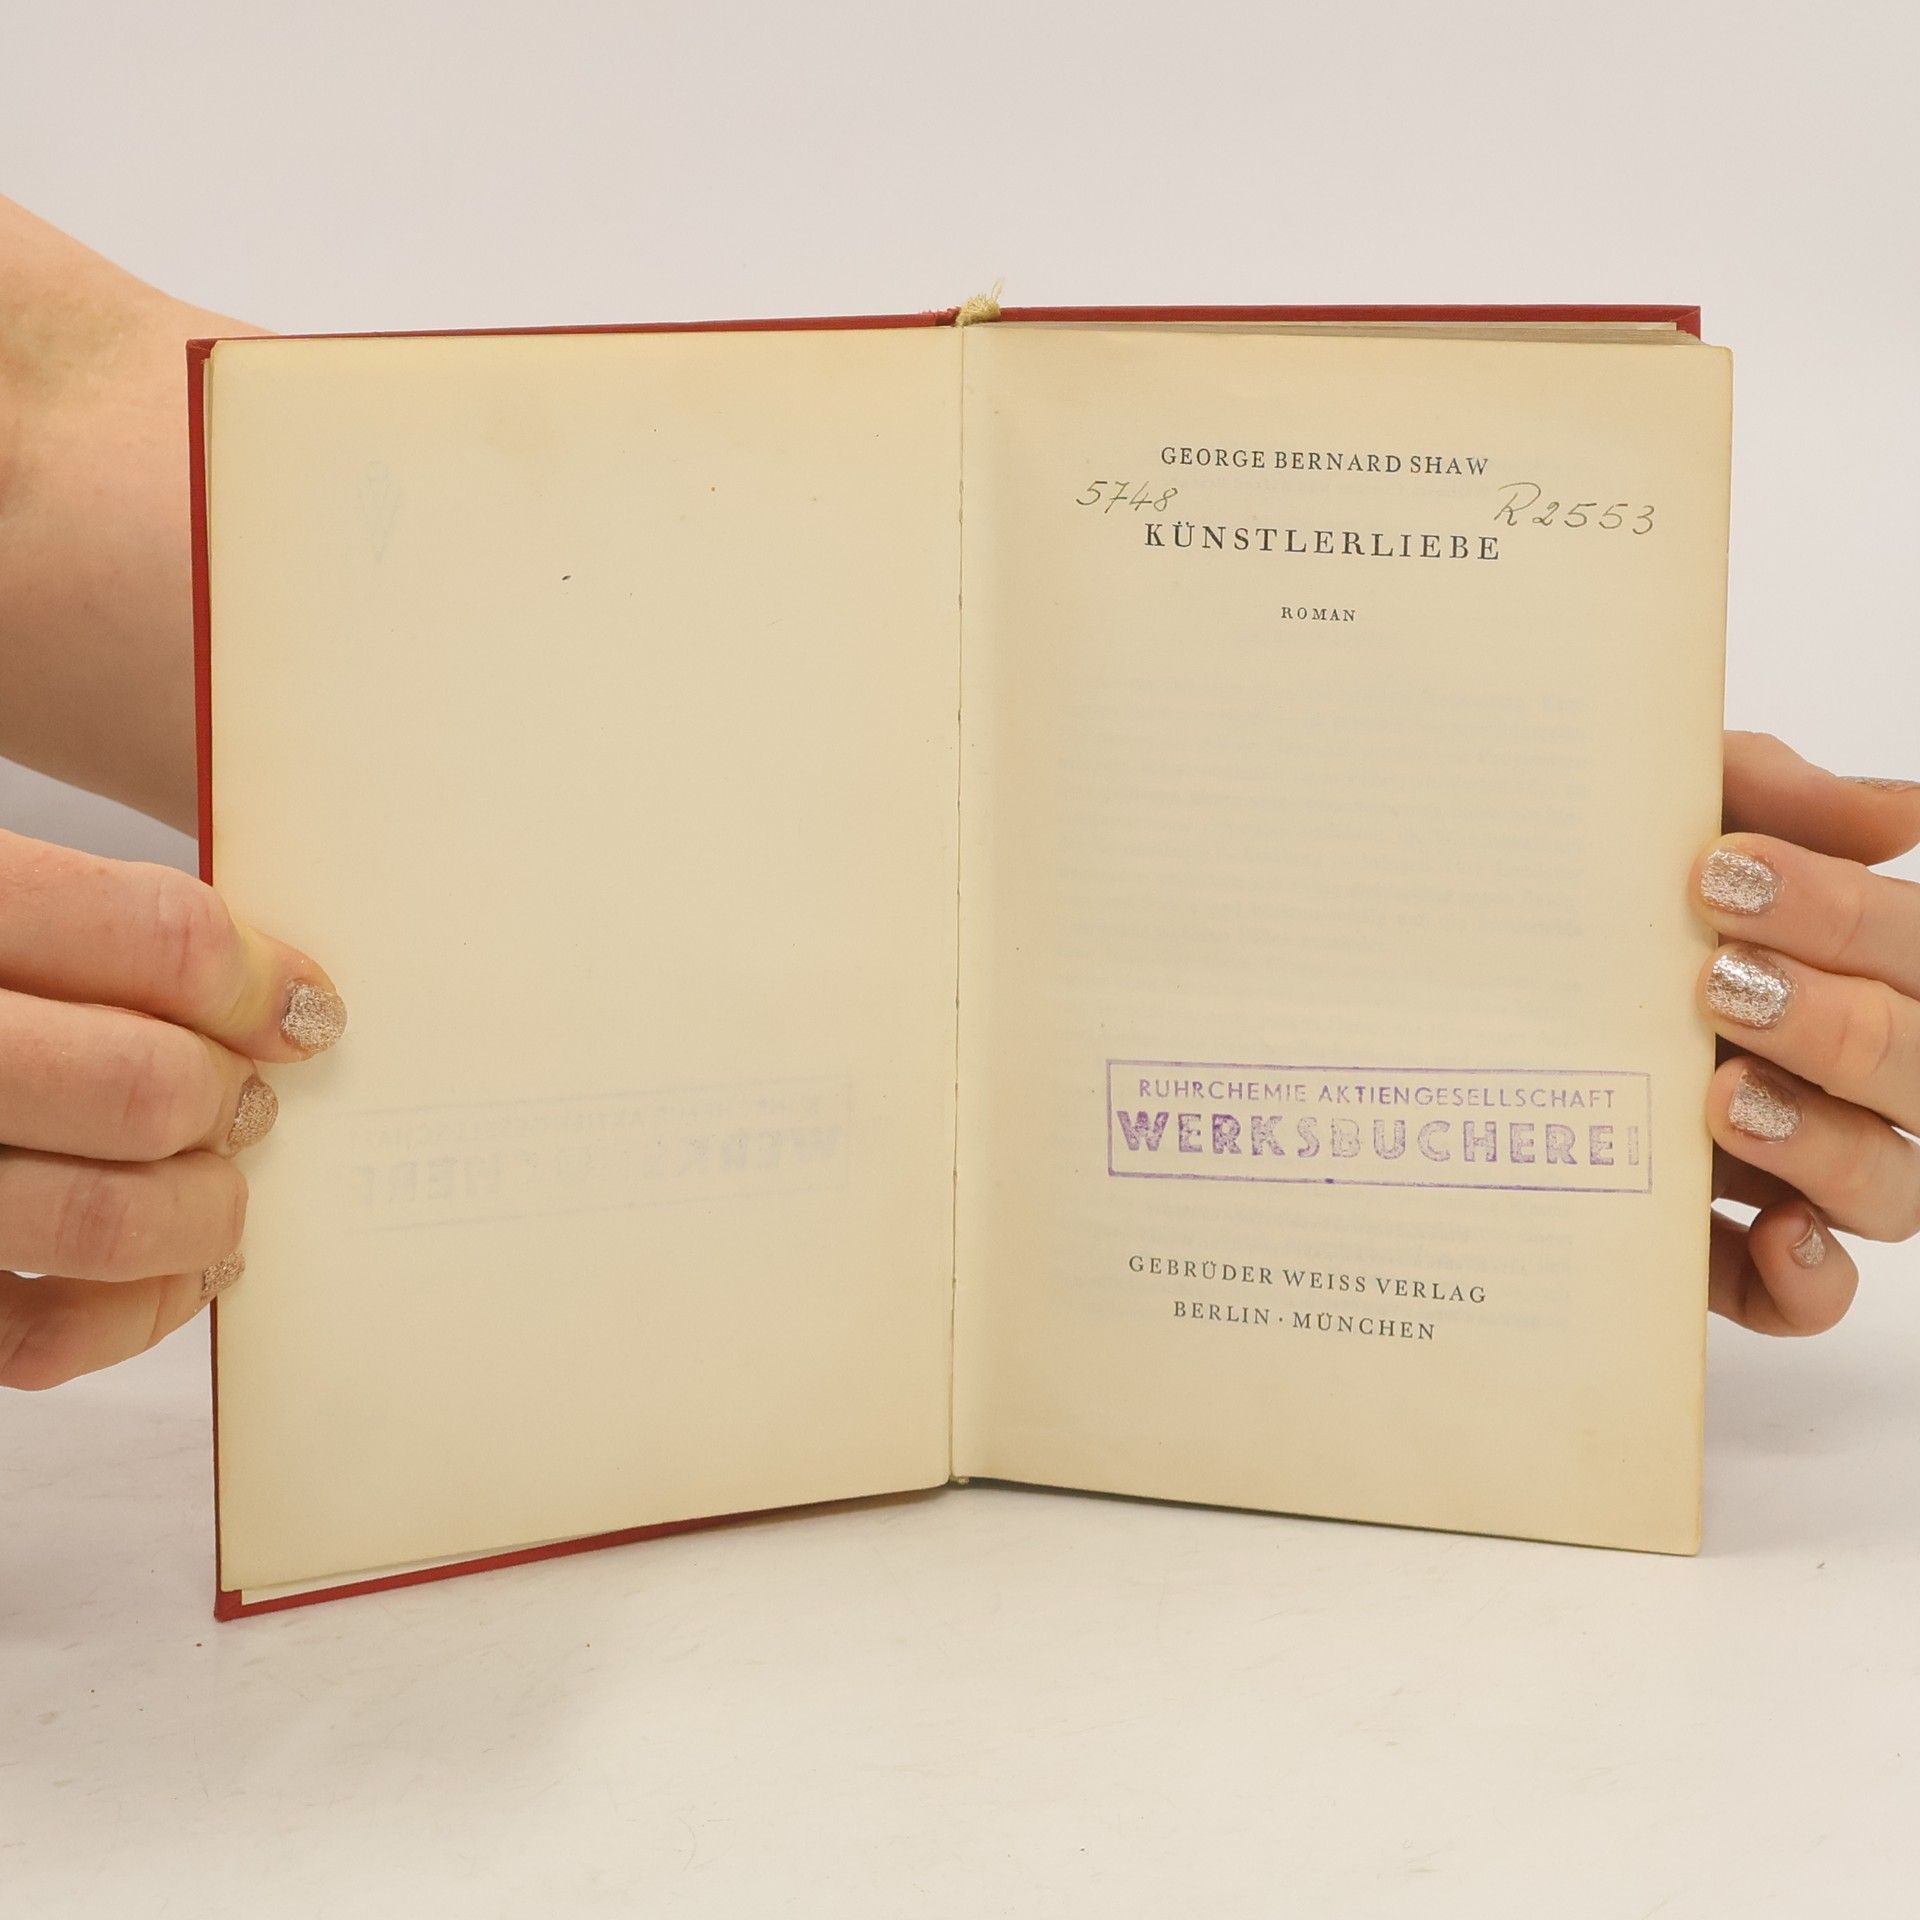 GEORGE BERNARD SHAW
5748 R2553
KÜNSTLERLIEBE
ROMAN
RUHRCHEMIE AKTIENGESELLSCHAFT
WERKSBUCHEREI
GEBRÜDER WEISS VERLAG
BERLIN · MÜNCHEN